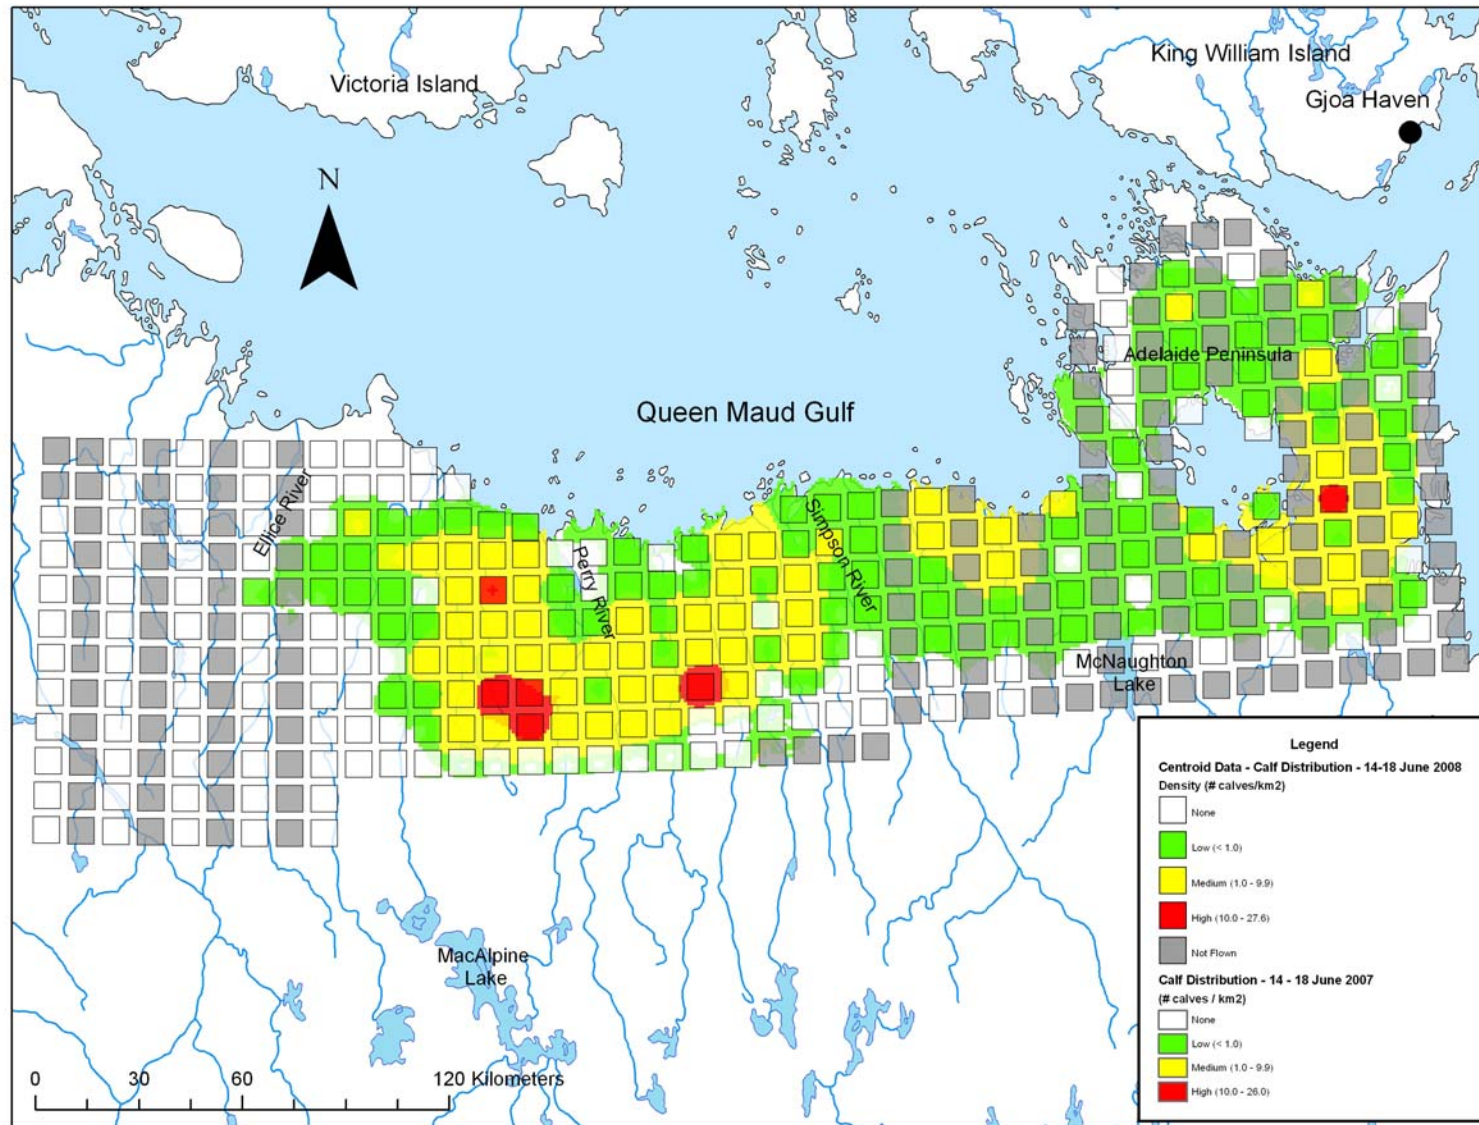 King William Island
Victoria Island
Gjoa Haven
N
Adelaide Peninsula
Queen Maud Gulf
Ellice River
Perry River
Simpson River
McNaughton
Lake
MacAlpine
Lake
0 30 60 120 Kilometers
Legend
Centroid Data - Calf Distribution - 14-18 June 2008
Density (# calves/km2)
None
Low (< 1.0)
Medium (1.0 - 9.9)
High (10.0 - 27.6)
Not Flown
Calf Distribution - 14 - 18 June 2007
(# calves / km2)
None
Low (< 1.0)
Medium (1.0 - 9.9)
High (10.0 - 26.0)